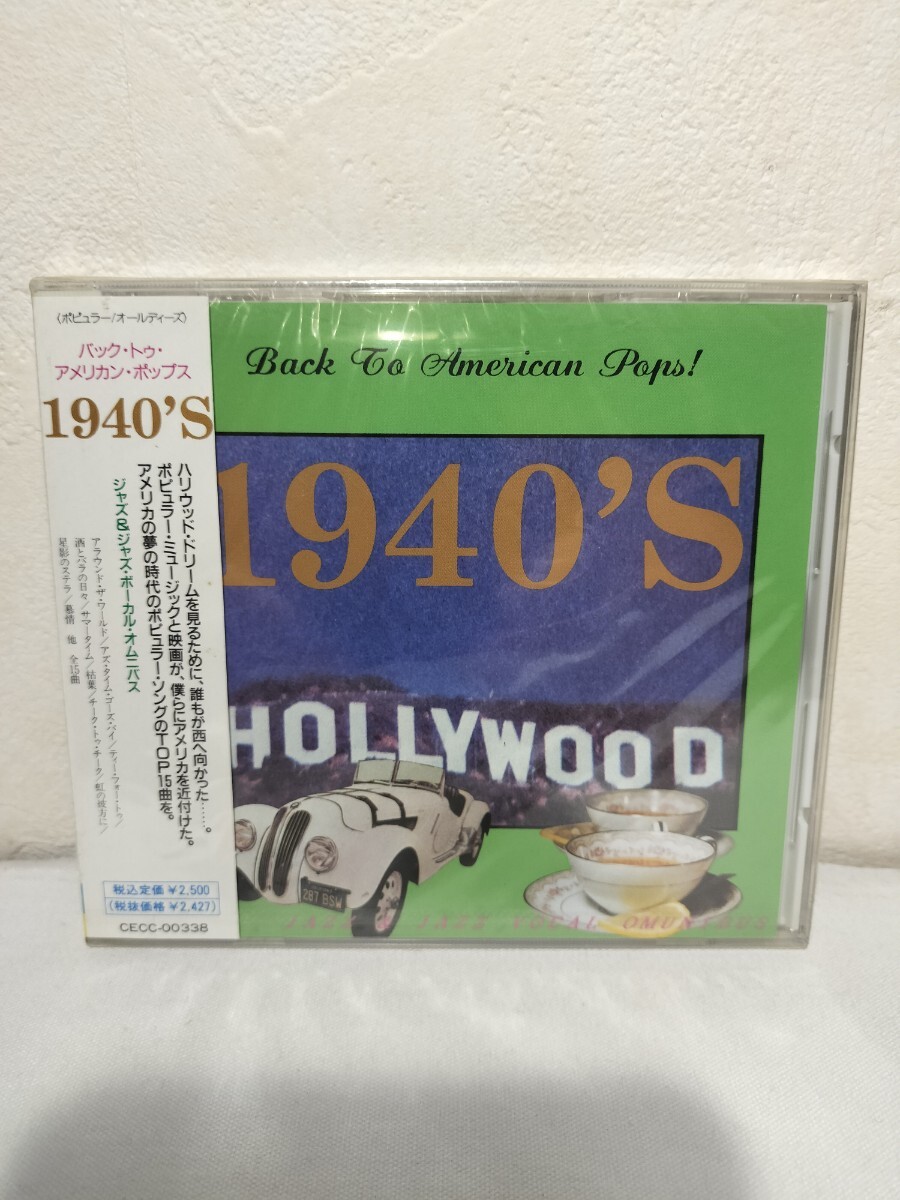 〈ポピュラー/オールディーズ〉
バック・トゥ・
アメリカン・ポップス
1940'S
ハリウッド・ドリームを見るために、誰もが西へ向かった……。
ポピュラー・ミュージックと映画が、僕らにアメリカを近付けた。
アメリカの夢の時代のポピュラー・ソングのTOP15曲を。
ジャズ&ジャズ・ボーカル・オムニバス
アラウンド・ザ・ワールド/アズ・タイム・ゴーズ・バイ/ティー・フォー・トゥ/
酒とバラの日々/サマータイム/枯葉/チーク・トゥ・チーク/虹の彼方に/
星影のステラ/慕情 他 全15曲
税込定価¥2,500
(税抜価格¥2,427)
CECC-00338
Back To American Pops!
1940'S
HOLLYWOOD
287 BSW
JAZZ & JAZZ VOCAL OMUNIBUS